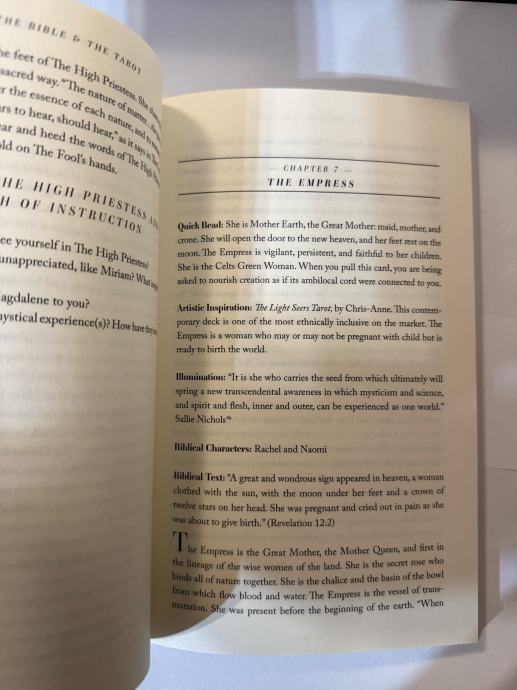 THE BIBLE & THE TAROT
he feet of The High Priestess. She
sacred way. "The nature of matter
r the essence of each nature, and to
rs to hear, should hear," as it says in The
ar and heed the words of The High
ld on The Fool's hands.
HE HIGH PRIESTESS
H OF INSTRUCTION
ee yourself in The High Priestess?
unappreciated, like Miriam? What
agdalene to you?
ystical experience(s)? How have they
— CHAPTER 7 —
THE EMPRESS
Quick Read: She is Mother Earth, the Great Mother: maid, mother, and
crone. She will open the door to the new heaven, and her feet rest on the
moon. The Empress is vigilant, persistent, and faithful to her children.
She is the Celts Green Woman. When you pull this card, you are being
asked to nourish creation as if its ambilocal cord were connected to you.
Artistic Inspiration: The Light Seers Tarot, by Chris-Anne. This contem-
porary deck is one of the most ethnically inclusive on the market. The
Empress is a woman who may or may not be pregnant with child but is
ready to birth the world.
Illumination: "It is she who carries the seed from which ultimately will
spring a new transcendental awareness in which mysticism and science,
and spirit and flesh, inner and outer, can be experienced as one world."
Sallie Nichols
Biblical Characters: Rachel and Naomi
Biblical Text: "A great and wondrous sign appeared in heaven, a woman
clothed with the sun, with the moon under her feet and a crown of
twelve stars on her head. She was pregnant and cried out in pain as she
was about to give birth." (Revelation 12:2)
The Empress is the Great Mother, the Mother Queen, and first in
the lineage of the wise women of the land. She is the secret rose who
binds all of nature together. She is the chalice and the basin of the bowl
from which flow blood and water. The Empress is the vessel of trans-
mutation. She was present before the beginning of the earth. "When